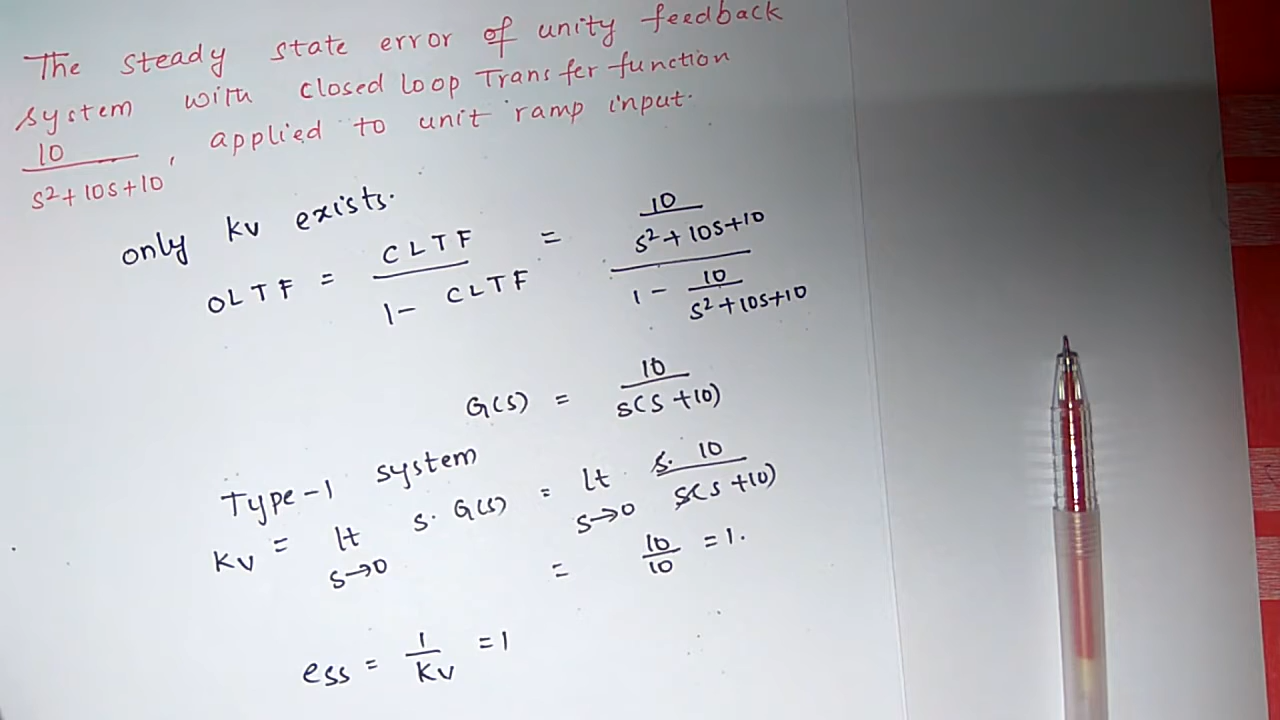 The steady state error of unity feedback
system with closed loop Transfer function
10/(s²+10s+10), applied to unit ramp input.
only kv exists.
OLTF = CLTF/(1- CLTF) = (10/(s²+10s+10))/(1 - 10/(s²+10s+10))
G(s) = 10/(s(s+10))
Type-1 system
kv = lt s→0 s. G(s) = lt s→0 s. 10/(s(s+10))
= 10/10 = 1.
ess = 1/kv = 1